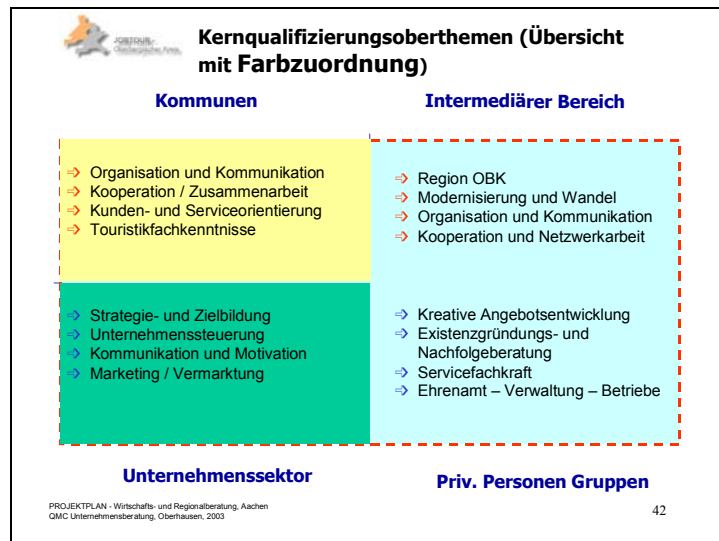 JOBTOUR-
Oberbergischer Kreis
Kernqualifizierungsoberthemen (Übersicht
mit Farbzuordnung)
Kommunen
Intermediärer Bereich
Organisation und Kommunikation
Kooperation / Zusammenarbeit
Kunden- und Serviceorientierung
Touristikfachkenntnisse
Region OBK
Modernisierung und Wandel
Organisation und Kommunikation
Kooperation und Netzwerkarbeit
Strategie- und Zielbildung
Unternehmenssteuerung
Kommunikation und Motivation
Marketing / Vermarktung
Kreative Angebotsentwicklung
Existenzgründungs- und
Nachfolgeberatung
Servicefachkraft
Ehrenamt – Verwaltung – Betriebe
Unternehmenssektor
Priv. Personen Gruppen
PROJEKTPLAN - Wirtschafts- und Regionalberatung, Aachen
QMC Unternehmensberatung, Oberhausen, 2003
42